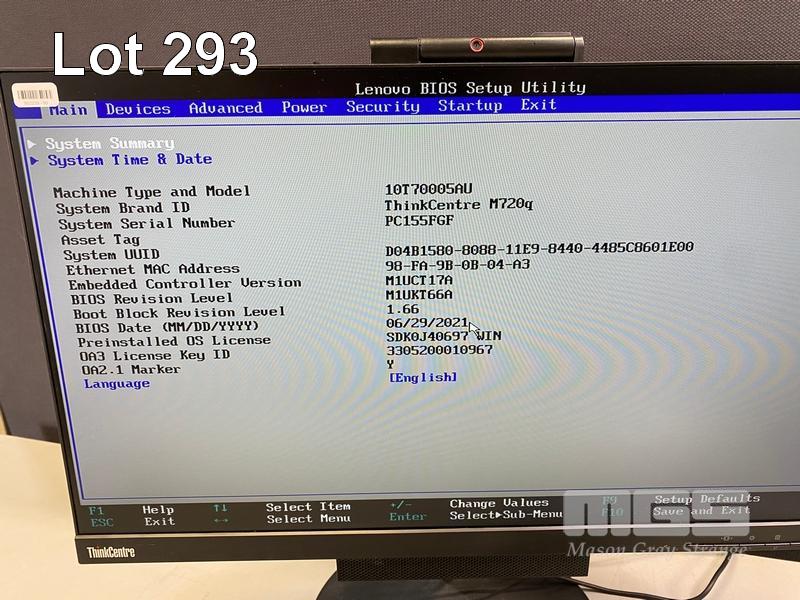 Lot 293
Lenovo BIOS Setup Utility
Main Devices Advanced Power Security Startup Exit
System Summary
System Time & Date
Machine Type and Model 10T70005AU
System Brand ID ThinkCentre M720q
System Serial Number PC155FGF
Asset Tag
System UUID D04B1580-8088-11E9-8440-4485C8601E00
Ethernet MAC Address 98-FA-9B-0B-04-A3
Embedded Controller Version M1UCT17A
BIOS Revision Level M1UKT66A
Boot Block Revision Level 1.66
BIOS Date (MM/DD/YYYY) 06/29/2021
Preinstalled OS License SDK0J40697 WIN
OA3 License Key ID 3305200010967
OA2.1 Marker Y
Language [English]
F1 Help ↑↓ Select Item +/- Change Values F9 Setup Defaults
ESC Exit ←→ Select Menu Enter Select▶Sub-Menu F10 Save and Exit
MGS
Mason Gray Strange
ThinkCentre